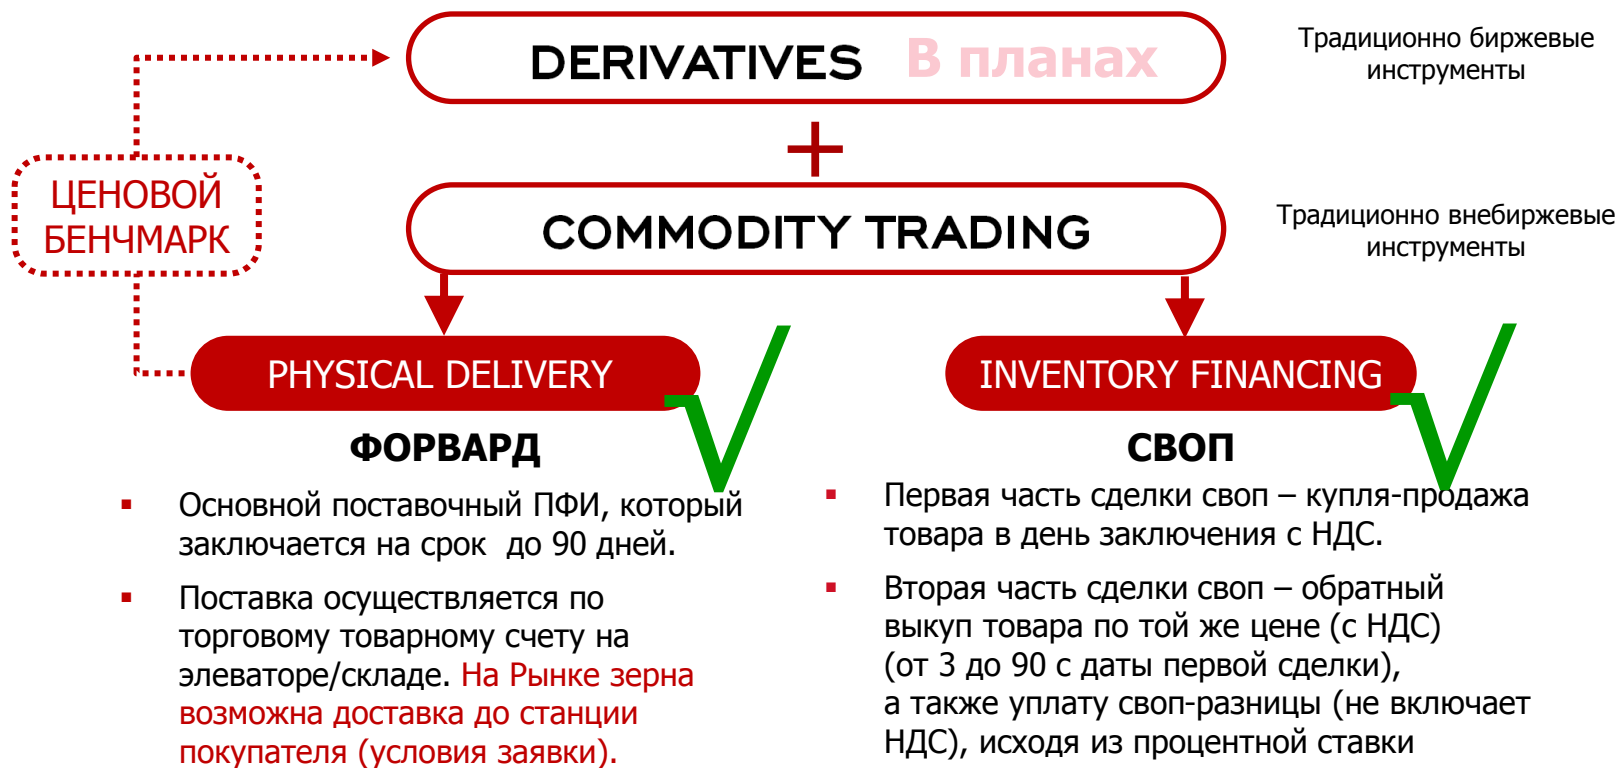 DERIVATIVES В планах
Традиционно биржевые
инструменты
ЦЕНОВОЙ
БЕНЧМАРК
COMMODITY TRADING
Традиционно внебиржевые
инструменты
PHYSICAL DELIVERY
ФОРВАРД
▪ Основной поставочный ПФИ, который
заключается на срок до 90 дней.
▪ Поставка осуществляется по
торговому товарному счету на
элеваторе/складе. На Рынке зерна
возможна доставка до станции
покупателя (условия заявки).
INVENTORY FINANCING
СВОП
▪ Первая часть сделки своп – купля-продажа
товара в день заключения с НДС.
▪ Вторая часть сделки своп – обратный
выкуп товара по той же цене (с НДС)
(от 3 до 90 с даты первой сделки),
а также уплату своп-разницы (не включает
НДС), исходя из процентной ставки